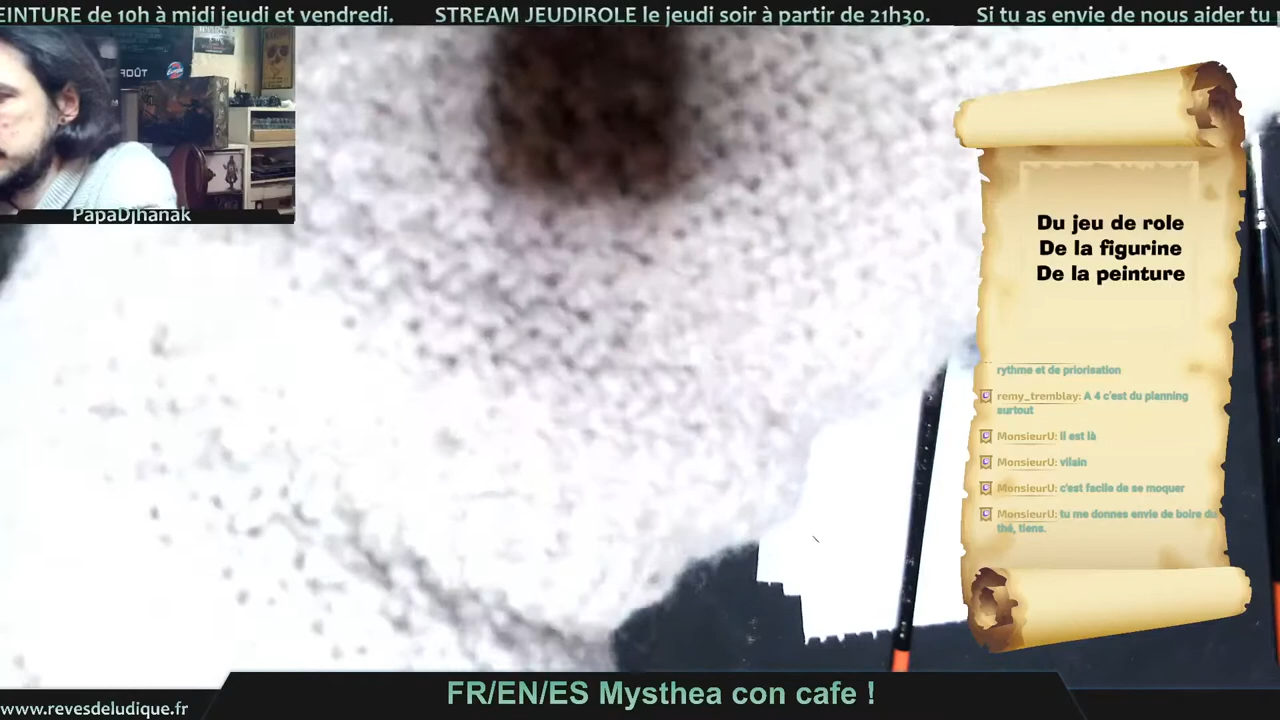 EINTURE de 10h à midi jeudi et vendredi. STREAM JEUDIROLE le jeudi soir à partir de 21h30. Si tu as envie de nous aider tu
AOÛT
PapaDjhanak
Du jeu de role
De la figurine
De la peinture
rythme et de priorisation
remy_tremblay: A 4 c'est du planning
surtout
MonsieurU: il est là
MonsieurU: vilain
MonsieurU: c'est facile de se moquer
MonsieurU: tu me donnes envie de boire du
thé, tiens.
FR/EN/ES Mysthea con cafe !
www.revesdeludique.fr